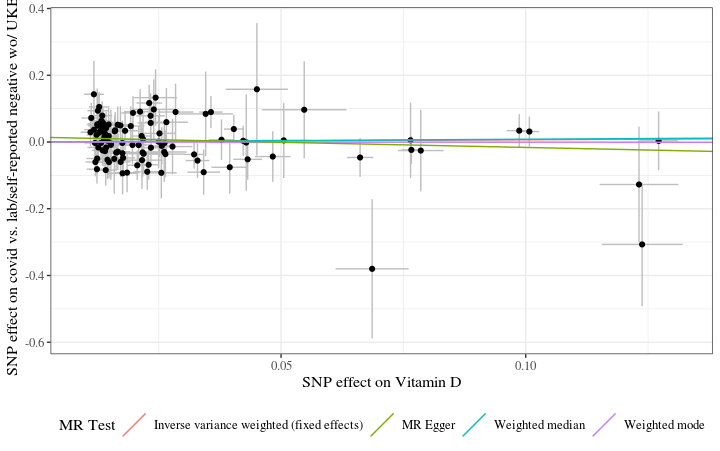 SNP effect on covid vs. lab/self-reported negative wo/ UKE
0.4
0.2
0.0
-0.2
-0.4
-0.6
0.05
0.10
SNP effect on Vitamin D
MR Test
Inverse variance weighted (fixed effects)
MR Egger
Weighted median
Weighted mode